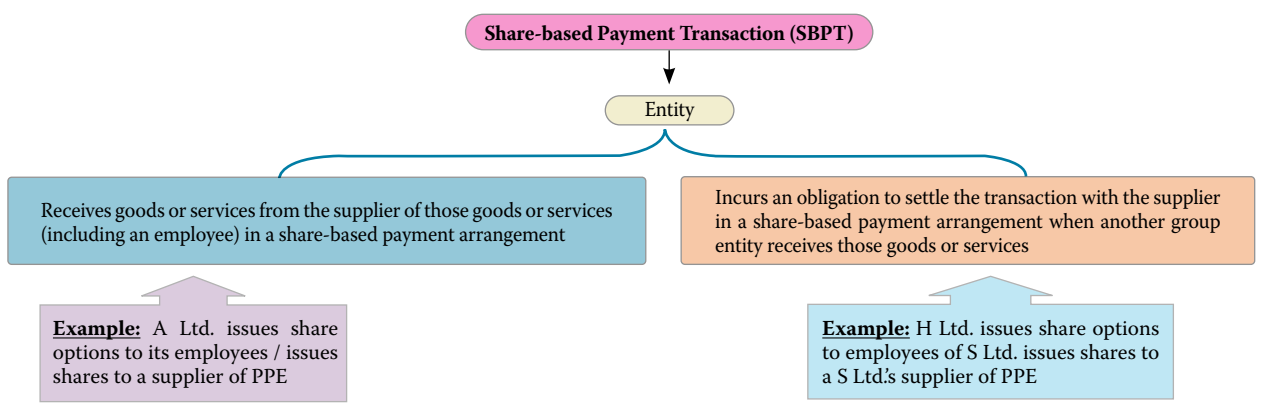 Share-based Payment Transaction (SBPT)
Entity
Receives goods or services from the supplier of those goods or services
(including an employee) in a share-based payment arrangement
Incurs an obligation to settle the transaction with the supplier
in a share-based payment arrangement when another group
entity receives those goods or services
Example: A Ltd. issues share
options to its employees / issues
shares to a supplier of PPE
Example: H Ltd. issues share options
to employees of S Ltd. issues shares to
a S Ltd.'s supplier of PPE